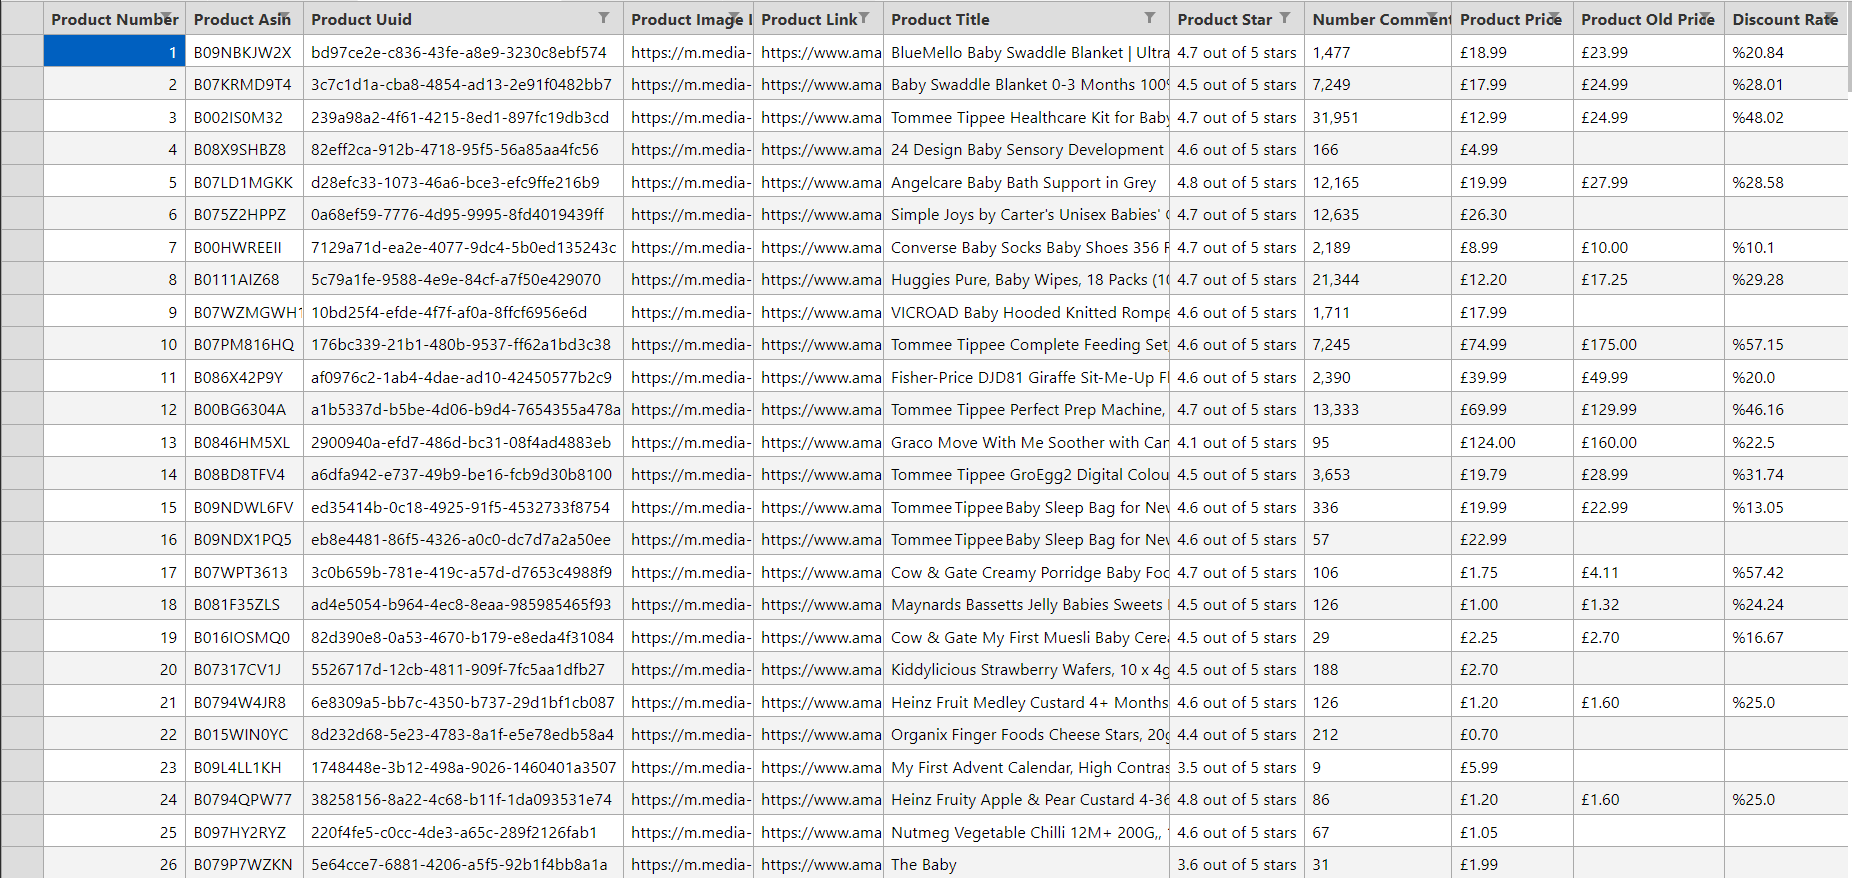 Product Number Product Asin Product Uuid Product Image Product Link Product Title Product Star Number Comment Product Price Product Old Price Discount Rate
1 B09NBKJW2X bd97ce2e-c836-43fe-a8e9-3230c8ebf574 https://m.media- https://www.ama BlueMello Baby Swaddle Blanket | Ultra 4.7 out of 5 stars 1,477 £18.99 £23.99 %20.84
2 B07KRMD9T4 3c7c1d1a-cba8-4854-ad13-2e91f0482bb7 https://m.media- https://www.ama Baby Swaddle Blanket 0-3 Months 100% 4.5 out of 5 stars 7,249 £17.99 £24.99 %28.01
3 B002IS0M32 239a98a2-4f61-4215-8ed1-897fc19db3cd https://m.media- https://www.ama Tommee Tippee Healthcare Kit for Baby 4.7 out of 5 stars 31,951 £12.99 £24.99 %48.02
4 B08X9SHBZ8 82eff2ca-912b-4718-95f5-56a85aa4fc56 https://m.media- https://www.ama 24 Design Baby Sensory Development 4.6 out of 5 stars 166 £4.99
5 B07LD1MGKK d28efc33-1073-46a6-bce3-efc9ffe216b9 https://m.media- https://www.ama Angelcare Baby Bath Support in Grey 4.8 out of 5 stars 12,165 £19.99 £27.99 %28.58
6 B075Z2HPPZ 0a68ef59-7776-4d95-9995-8fd4019439ff https://m.media- https://www.ama Simple Joys by Carter's Unisex Babies' 4.7 out of 5 stars 12,635 £26.30
7 B00HWREEII 7129a71d-ea2e-4077-9dc4-5b0ed135243c https://m.media- https://www.ama Converse Baby Socks Baby Shoes 356 4.7 out of 5 stars 2,189 £8.99 £10.00 %10.1
8 B0111AIZ68 5c79a1fe-9588-4e9e-84cf-a7f50e429070 https://m.media- https://www.ama Huggies Pure, Baby Wipes, 18 Packs (10 4.7 out of 5 stars 21,344 £12.20 £17.25 %29.28
9 B07WZMGWH1 10bd25f4-efde-4f7f-af0a-8ffcf6956e6d https://m.media- https://www.ama VICROAD Baby Hooded Knitted Rompe 4.6 out of 5 stars 1,711 £17.99
10 B07PM816HQ 176bc339-21b1-480b-9537-ff62a1bd3c38 https://m.media- https://www.ama Tommee Tippee Complete Feeding Set, 4.6 out of 5 stars 7,245 £74.99 £175.00 %57.15
11 B086X42P9Y af0976c2-1ab4-4dae-ad10-42450577b2c9 https://m.media- https://www.ama Fisher-Price DJD81 Giraffe Sit-Me-Up Fl 4.6 out of 5 stars 2,390 £39.99 £49.99 %20.0
12 B00BG6304A a1b5337d-b5be-4d06-b9d4-7654355a478a https://m.media- https://www.ama Tommee Tippee Perfect Prep Machine, 4.7 out of 5 stars 13,333 £69.99 £129.99 %46.16
13 B0846HM5XL 2900940a-efd7-486d-bc31-08f4ad4883eb https://m.media- https://www.ama Graco Move With Me Soother with Can 4.1 out of 5 stars 95 £124.00 £160.00 %22.5
14 B08BD8TFV4 a6dfa942-e737-49b9-be16-fcb9d30b8100 https://m.media- https://www.ama Tommee Tippee GroEgg2 Digital Colou 4.5 out of 5 stars 3,653 £19.79 £28.99 %31.74
15 B09NDWL6FV ed35414b-0c18-4925-91f5-4532733f8754 https://m.media- https://www.ama Tommee Tippee Baby Sleep Bag for Nev 4.6 out of 5 stars 336 £19.99 £22.99 %13.05
16 B09NDX1PQ5 eb8e4481-86f5-4326-a0c0-dc7d7a2a50ee https://m.media- https://www.ama Tommee Tippee Baby Sleep Bag for Nev 4.6 out of 5 stars 57 £22.99
17 B07WPT3613 3c0b659b-781e-419c-a57d-d7653c4988f9 https://m.media- https://www.ama Cow & Gate Creamy Porridge Baby Foo 4.7 out of 5 stars 106 £1.75 £4.11 %57.42
18 B081F35ZLS ad4e5054-b964-4ec8-8eaa-985985465f93 https://m.media- https://www.ama Maynards Bassetts Jelly Babies Sweets 4.5 out of 5 stars 126 £1.00 £1.32 %24.24
19 B016IOSMQ0 82d390e8-0a53-4670-b179-e8eda4f31084 https://m.media- https://www.ama Cow & Gate My First Muesli Baby Cerea 4.5 out of 5 stars 29 £2.25 £2.70 %16.67
20 B07317CV1J 5526717d-12cb-4811-909f-7fc5aa1dfb27 https://m.media- https://www.ama Kiddylicious Strawberry Wafers, 10 x 4g 4.5 out of 5 stars 188 £2.70
21 B0794W4JR8 6e8309a5-bb7c-4350-b737-29d1bf1cb087 https://m.media- https://www.ama Heinz Fruit Medley Custard 4+ Months 4.6 out of 5 stars 126 £1.20 £1.60 %25.0
22 B015WIN0YC 8d232d68-5e23-4783-8a1f-e5e78edb58a4 https://m.media- https://www.ama Organix Finger Foods Cheese Stars, 20g 4.4 out of 5 stars 212 £0.70
23 B09L4LL1KH 1748448e-3b12-498a-9026-1460401a3507 https://m.media- https://www.ama My First Advent Calendar, High Contras 3.5 out of 5 stars 9 £5.99
24 B0794QPW77 38258156-8a22-4c68-b11f-1da093531e74 https://m.media- https://www.ama Heinz Fruity Apple & Pear Custard 4-36 4.8 out of 5 stars 86 £1.20 £1.60 %25.0
25 B097HY2RYZ 220f4fe5-c0cc-4de3-a65c-289f2126fab1 https://m.media- https://www.ama Nutmeg Vegetable Chilli 12M+ 200G,, 4.6 out of 5 stars 67 £1.05
26 B079P7WZKN 5e64cce7-6881-4206-a5f5-92b1f4bb8a1a https://m.media- https://www.ama The Baby 3.6 out of 5 stars 31 £1.99